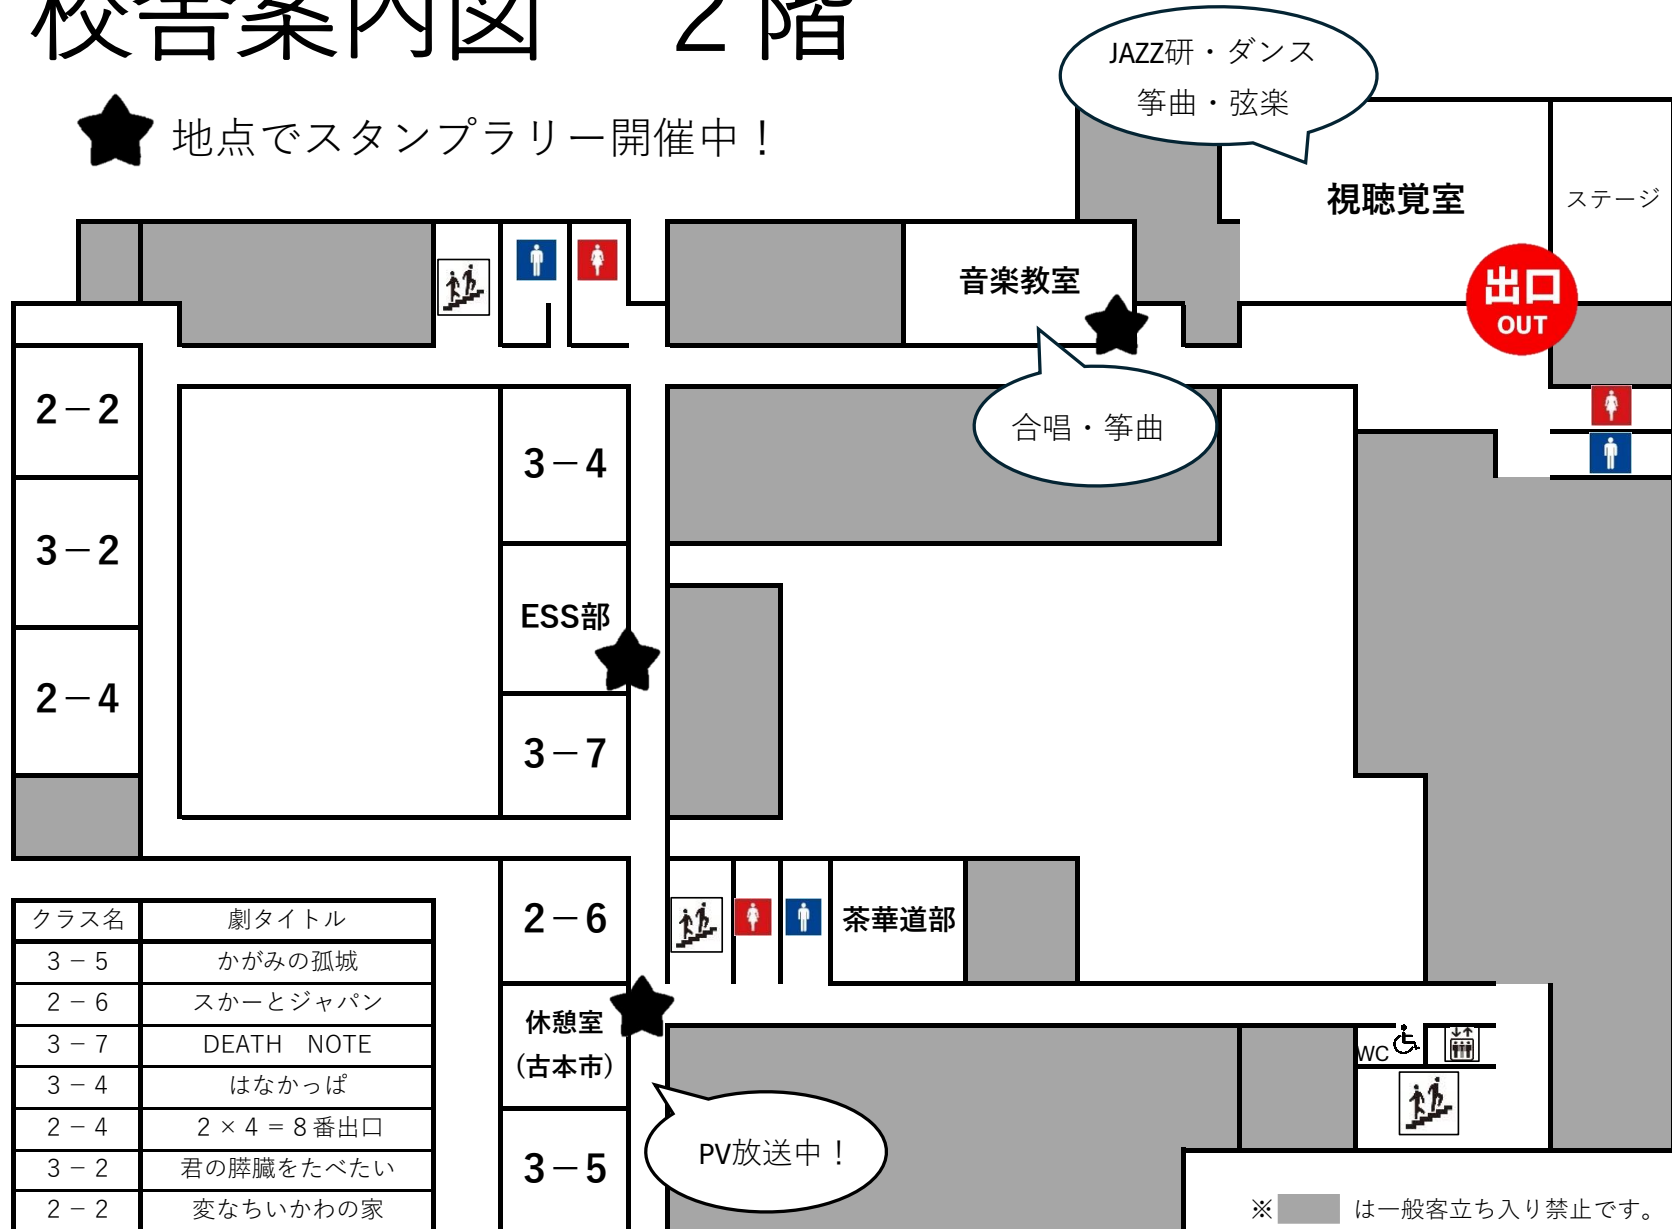 校舎案内図　２階
地点でスタンプラリー開催中！
JAZZ研・ダンス
箏曲・弦楽
視聴覚室
ステージ
音楽教室
出口
OUT
合唱・箏曲
2－2
3－2
2－4
3－4
ESS部
3－7
2－6
茶華道部
休憩室
(古本市)
3－5
PV放送中！
WC
クラス名　劇タイトル
3－5　かがみの孤城
2－6　スかーとジャパン
3－7　DEATH　NOTE
3－4　はなかっぱ
2－4　2×4＝8番出口
3－2　君の膵臓をたべたい
2－2　変なちいかわの家
※　は一般客立ち入り禁止です。